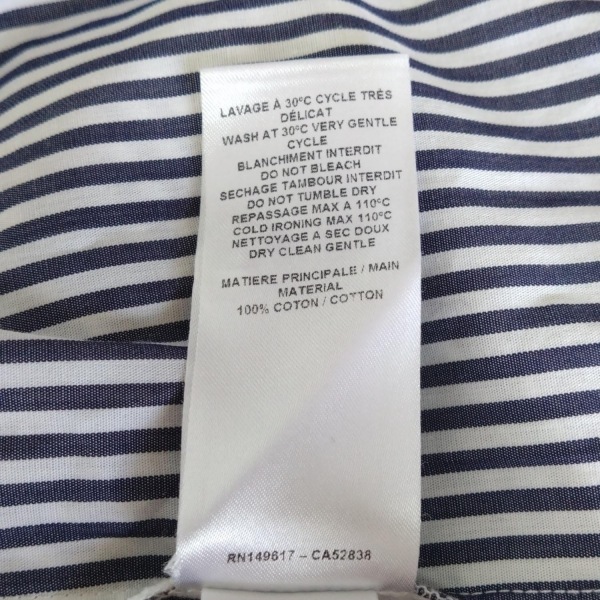 LAVAGE À 30°C CYCLE TRÈS
DÉLICAT
WASH AT 30°C VERY GENTLE
CYCLE
BLANCHIMENT INTERDIT
DO NOT BLEACH
SECHAGE TAMBOUR INTERDIT
DO NOT TUMBLE DRY
REPASSAGE MAX A 110°C
COLD IRONING MAX 110°C
NETTOYAGE A SEC DOUX
DRY CLEAN GENTLE
MATIERE PRINCIPALE / MAIN
MATERIAL
100% COTON / COTTON
RN149617 – CA52838